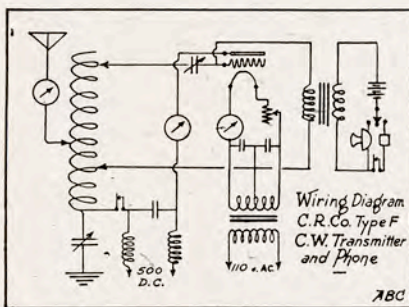 500
D.C.
110 v. AC.
Wiring Diagram
C.R.Co. Type F
C.W. Transmitter
and Phone
ABC